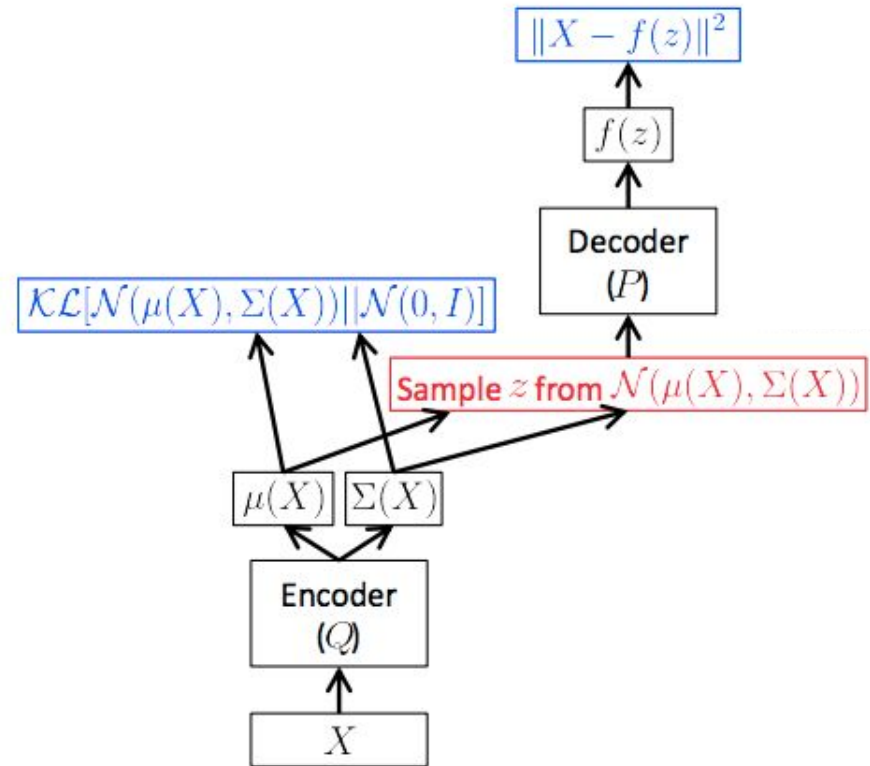 ‖X − f(z)‖²
f(z)
Decoder
(P)
𝒦ℒ[𝒩(μ(X), Σ(X))||𝒩(0, I)]
Sample z from 𝒩(μ(X), Σ(X))
μ(X) Σ(X)
Encoder
(Q)
X